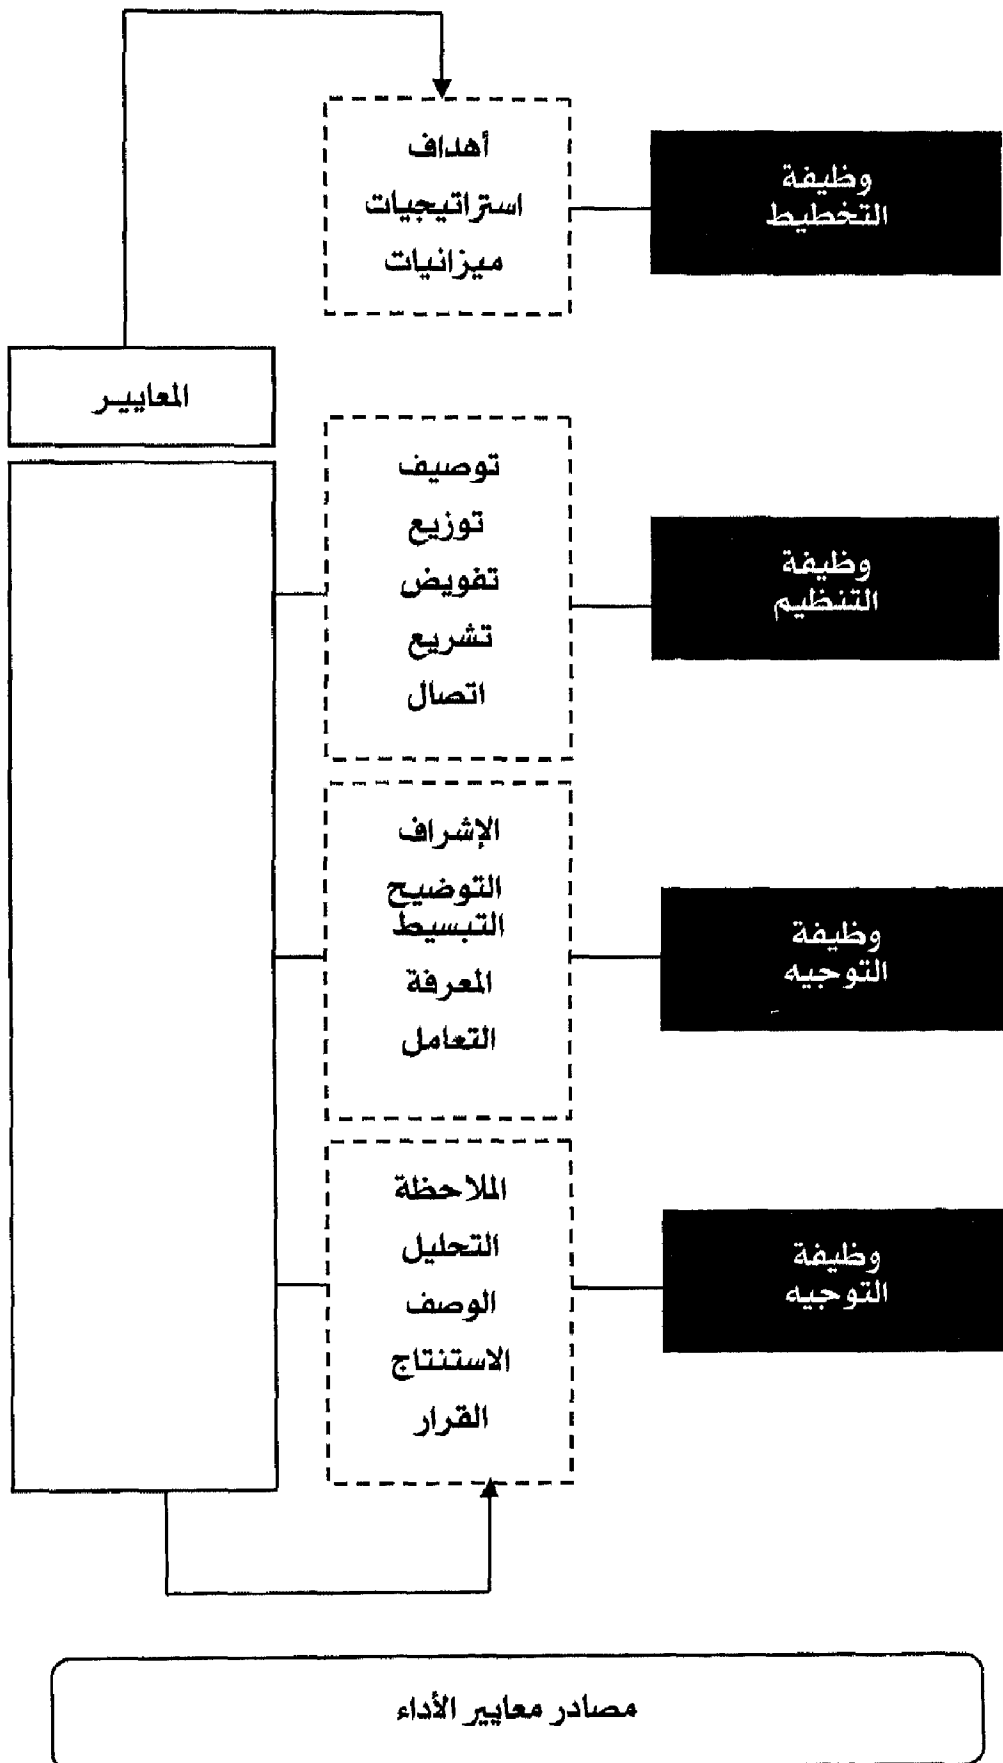 أهداف
استراتيجيات
ميزانيات
وظيفة
التخطيط
المعاييـر
توصيف
توزيع
تفويض
تشريع
اتصال
وظيفة
التنظيم
الإشراف
التوضيح
التبسيط
المعرفة
التعامل
وظيفة
التوجيه
الملاحظة
التحليل
الوصف
الاستنتاج
القرار
وظيفة
التوجيه
مصادر معايير الأداء